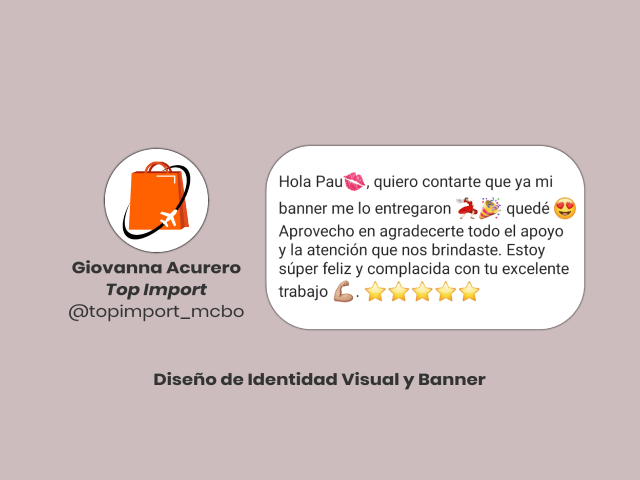 Giovanna Acurero
Top Import
@topimport_mcbo
Hola Pau💋, quiero contarte que ya mi
banner me lo entregaron 💃🎉 quedé 😍
Aprovecho en agradecerte todo el apoyo
y la atención que nos brindaste. Estoy
súper feliz y complacida con tu excelente
trabajo 💪🏽. ⭐⭐⭐⭐⭐
Diseño de Identidad Visual y Banner